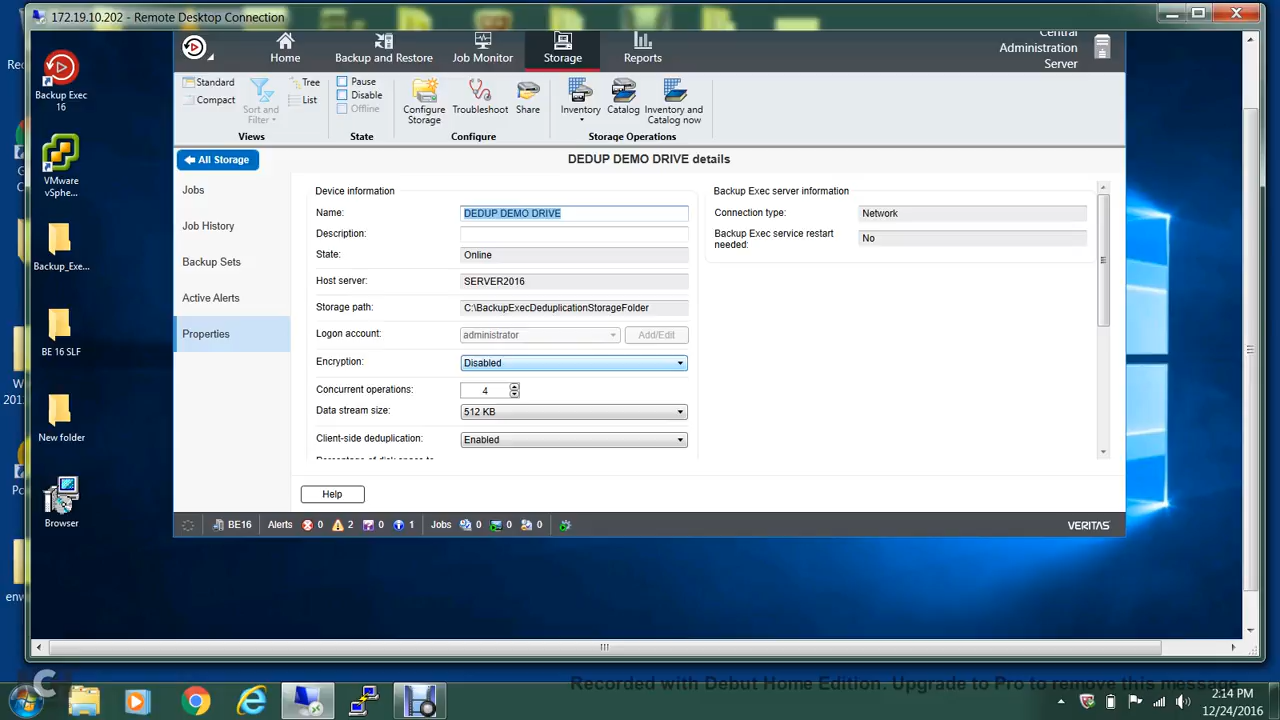 172.19.10.202 - Remote Desktop Connection
Central
Administration
Server
Home
Backup and Restore
Job Monitor
Storage
Reports
Standard
Compact
Sort and
Filter
Tree
List
Views
Pause
Disable
Offline
State
Configure
Storage
Troubleshoot
Share
Configure
Inventory
Catalog
Inventory and
Catalog now
Storage Operations
All Storage
DEDUP DEMO DRIVE details
Jobs
Job History
Backup Sets
Active Alerts
Properties
Device information
Name: DEDUP DEMO DRIVE
Description:
State: Online
Host server: SERVER2016
Storage path: C:\BackupExecDeduplicationStorageFolder
Logon account: administrator Add/Edit
Encryption: Disabled
Concurrent operations: 4
Data stream size: 512 KB
Client-side deduplication: Enabled
Percentage of disk space to
Backup Exec server information
Connection type: Network
Backup Exec service restart
needed: No
Help
BE16 Alerts 0 2 0 1 Jobs 0 0 0
VERITAS
Backup Exec
16
VMware
vSphe...
Backup_Exe...
BE 16 SLF
New folder
Browser
Recorded with Debut Home Edition. Upgrade to Pro to remove this message
2:14 PM
12/24/2016